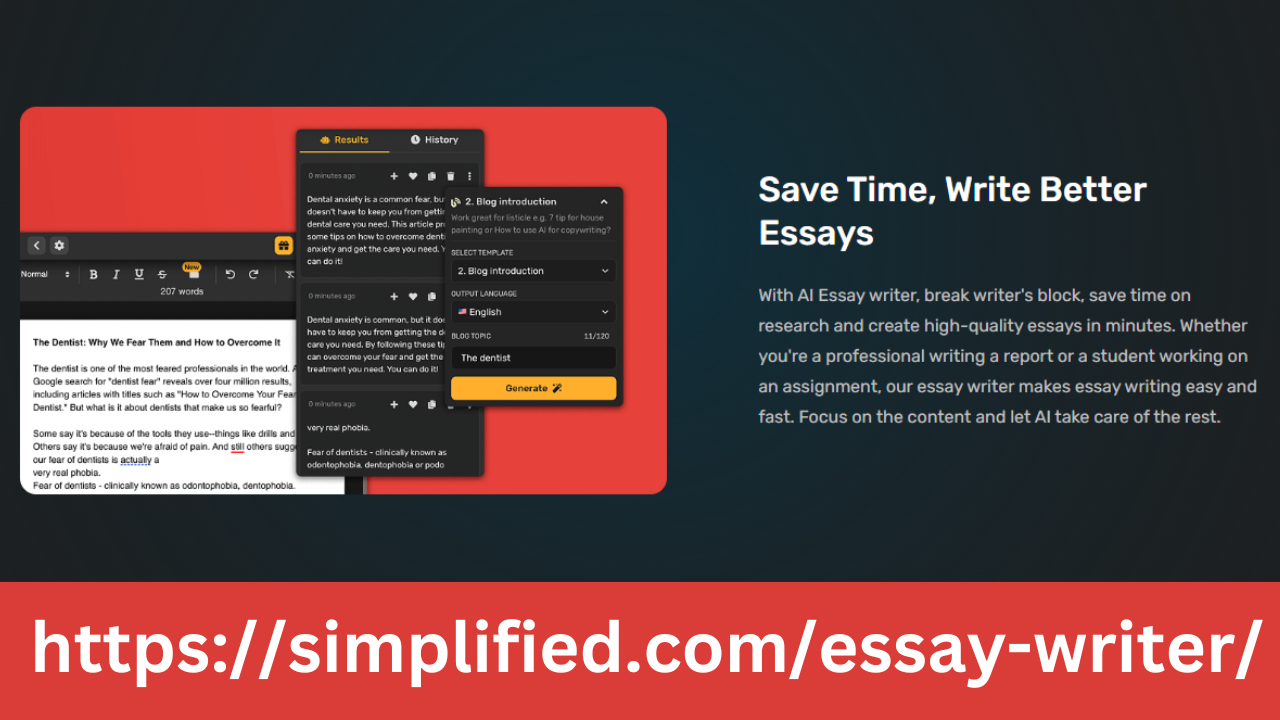 Results
History
0 minutes ago
Dental anxiety is a common fear, bu
doesn't have to keep you from gettin
dental care you need. This article pr
some tips on how to overcome dent
anxiety and get the care you need. Y
can do it!
0 minutes ago
Dental anxiety is common, but it doe
have to keep you from getting the d
care you need. By following these ti
can overcome your fear and get the
treatment you need. You can do it!
0 minutes ago
very real phobia.
Fear of dentists - clinically known as
odontophobia, dentophobia or podo
2. Blog introduction
Work great for listicle e.g. 7 tip for house
painting or How to use AI for copywriting?
SELECT TEMPLATE
2. Blog introduction
OUTPUT LANGUAGE
English
BLOG TOPIC 11/120
The dentist
Generate
New
Normal B I U S
207 words
The Dentist: Why We Fear Them and How to Overcome It
The dentist is one of the most feared professionals in the world. A
Google search for "dentist fear" reveals over four million results,
including articles with titles such as "How to Overcome Your Fear
Dentist." But what is it about dentists that make us so fearful?
Some say it's because of the tools they use--things like drills and
Others say it's because we're afraid of pain. And still others sugge
our fear of dentists is actually a
very real phobia.
Fear of dentists - clinically known as odontophobia, dentophobia.
Save Time, Write Better
Essays
With AI Essay writer, break writer's block, save time on
research and create high-quality essays in minutes. Whether
you're a professional writing a report or a student working on
an assignment, our essay writer makes essay writing easy and
fast. Focus on the content and let AI take care of the rest.
https://simplified.com/essay-writer/